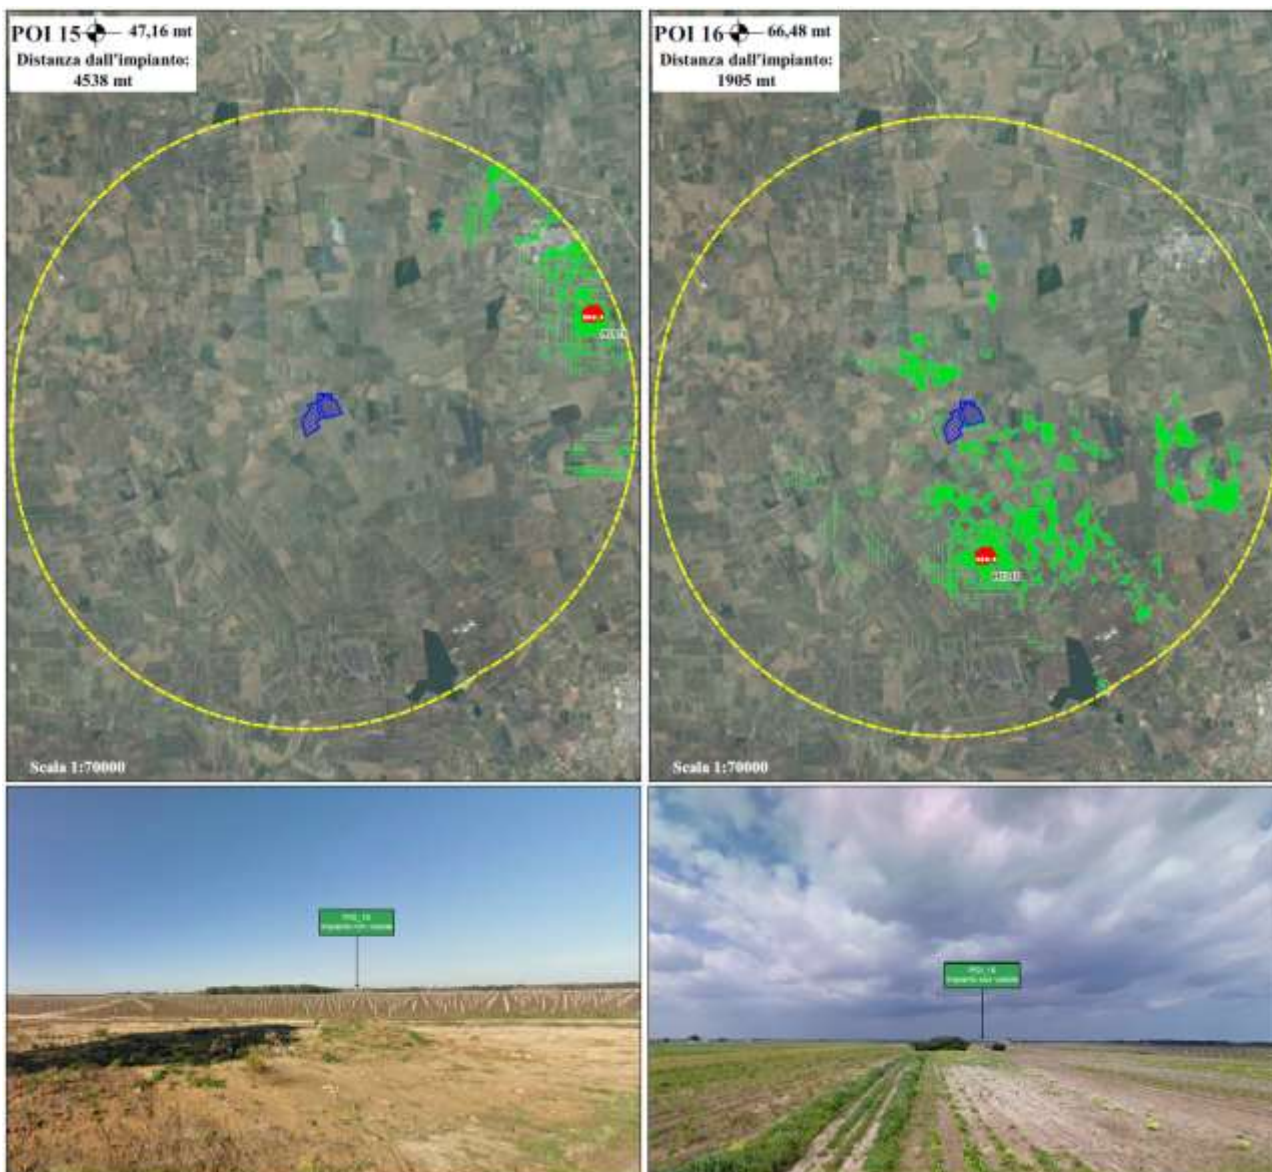 POI 15 47,16 mt
Distanza dall'impianto:
4538 mt
POI 16 66,48 mt
Distanza dall'impianto:
1905 mt
Scala 1:70000
Scala 1:70000